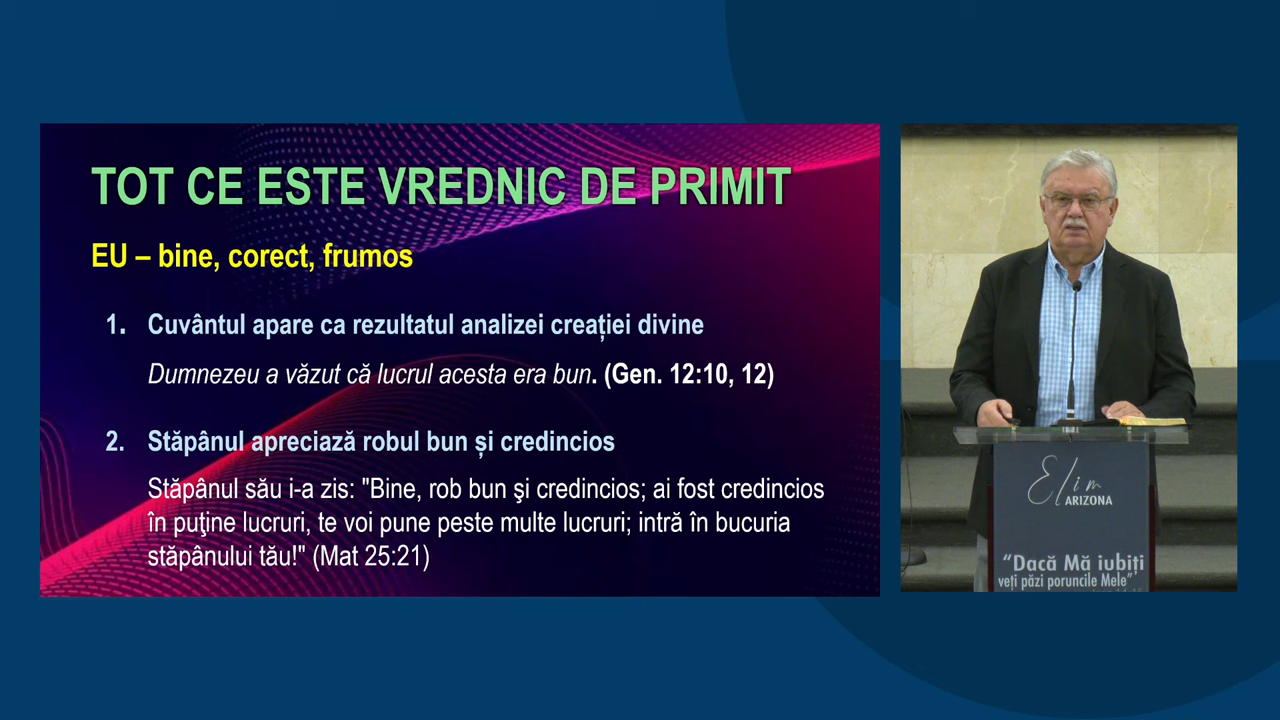 TOT CE ESTE VREDNIC DE PRIMIT
EU – bine, corect, frumos
1. Cuvântul apare ca rezultatul analizei creației divine
Dumnezeu a văzut că lucrul acesta era bun. (Gen. 12:10, 12)
2. Stăpânul apreciază robul bun și credincios
Stăpânul său i-a zis: "Bine, rob bun şi credincios; ai fost credincios
în puţine lucruri, te voi pune peste multe lucruri; intră în bucuria
stăpânului tău!" (Mat 25:21)
Elim
ARIZONA
“Dacă Mă iubiți
veți păzi poruncile Mele”